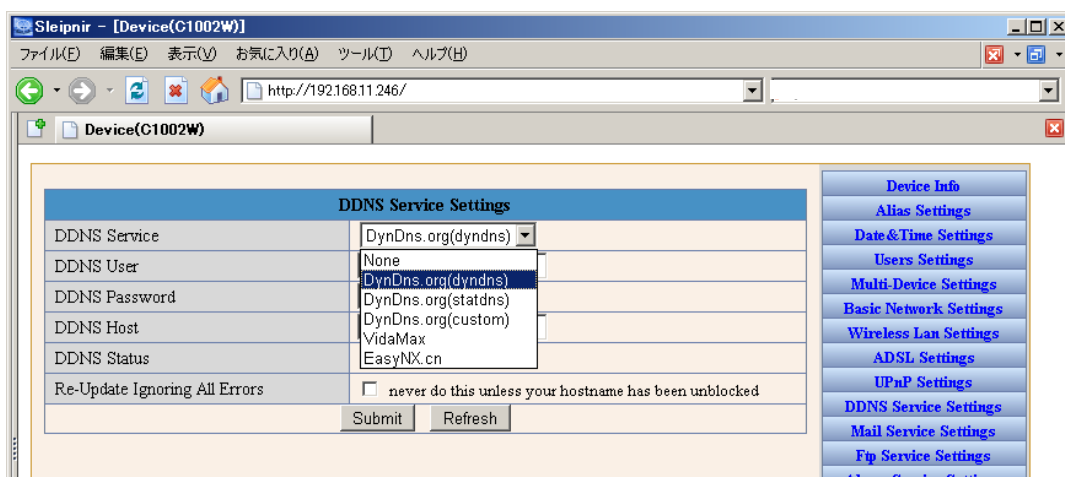 Sleipnir - [Device(C1002W)]
ファイル(F) 編集(E) 表示(V) お気に入り(A) ツール(T) ヘルプ(H)
http://192.168.11.246/
Device(C1002W)
DDNS Service Settings
DDNS Service DynDns.org(dyndns)
DDNS User
DDNS Password
DDNS Host
DDNS Status
None
DynDns.org(dyndns)
DynDns.org(statdns)
DynDns.org(custom)
VidaMax
EasyNX.cn
Re-Update Ignoring All Errors never do this unless your hostname has been unblocked
Submit Refresh
Device Info
Alias Settings
Date&Time Settings
Users Settings
Multi-Device Settings
Basic Network Settings
Wireless Lan Settings
ADSL Settings
UPnP Settings
DDNS Service Settings
Mail Service Settings
Ftp Service Settings